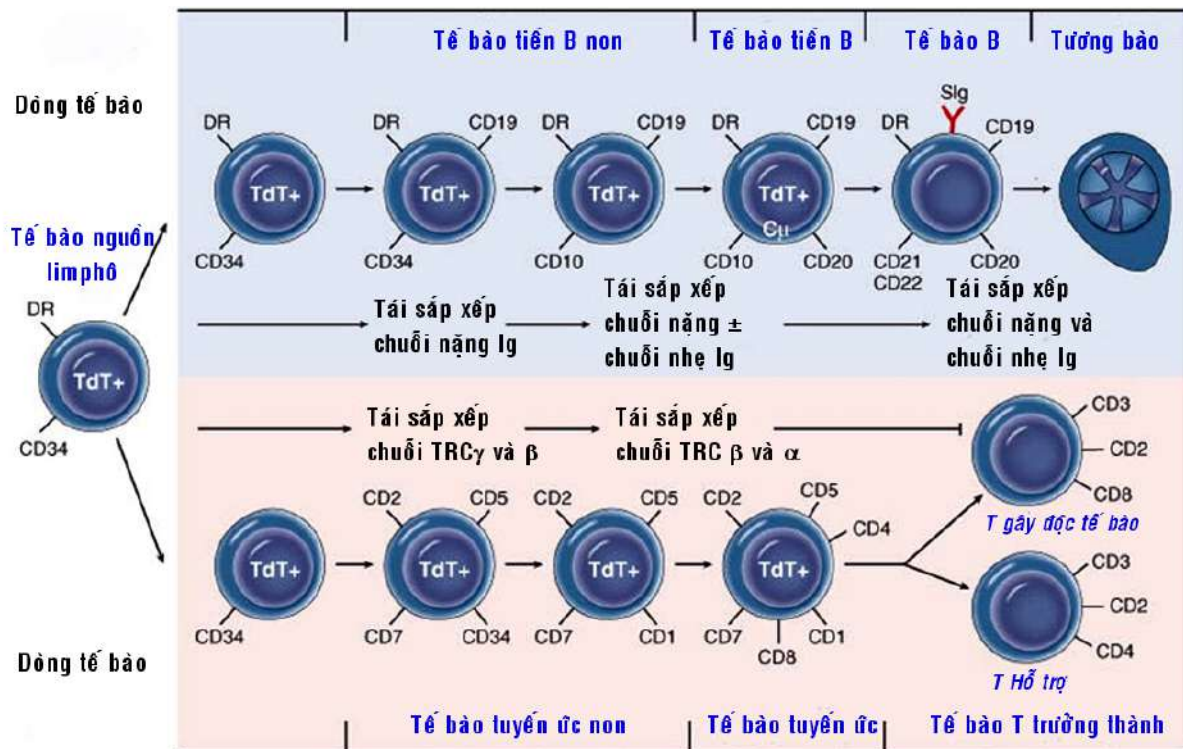 Tế bào tiền B non
Tế bào tiền B
Tế bào B
Tương bào
Dòng tế bào
SIg
DR
DR
CD19
DR
CD19
DR
CD19
DR
CD19
TdT+
TdT+
TdT+
TdT+
Cμ
CD34
CD34
CD10
CD10
CD20
CD21
CD22
CD20
Tế bào nguồn
limphô
DR
TdT+
CD34
Tái sắp xếp
chuỗi nặng Ig
Tái sắp xếp
chuỗi nặng ±
chuỗi nhẹ Ig
Tái sắp xếp
chuỗi nặng và
chuỗi nhẹ Ig
Tái sắp xếp
chuỗi TRCγ và β
Tái sắp xếp
chuỗi TRC β và α
CD3
CD2
CD8
T gây độc tế bào
CD2
CD5
CD2
CD5
CD2
CD5
CD4
TdT+
TdT+
TdT+
TdT+
CD34
CD7
CD34
CD7
CD1
CD7
CD8
CD1
CD3
CD2
CD4
T Hỗ trợ
Dòng tế bào
Tế bào tuyến ức non
Tế bào tuyến ức
Tế bào T trưởng thành